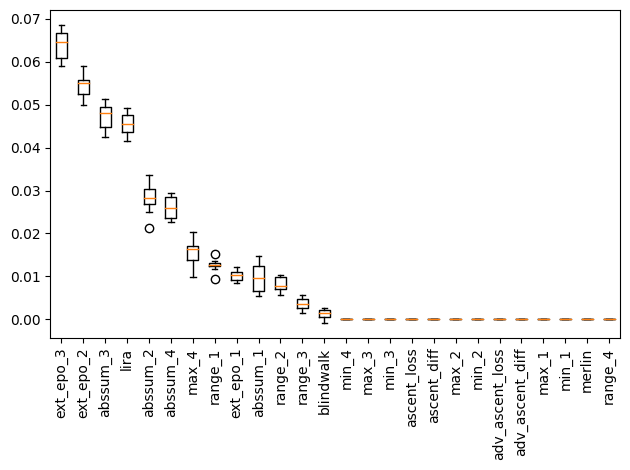 0.07
0.06
0.05
0.04
0.03
0.02
0.01
0.00
ext_epo_3
ext_epo_2
abssum_3
lira
abssum_2
abssum_4
max_4
range_1
ext_epo_1
abssum_1
range_2
range_3
blindwalk
min_4
max_3
min_3
ascent_loss
ascent_diff
max_2
min_2
adv_ascent_loss
adv_ascent_diff
max_1
min_1
merlin
range_4